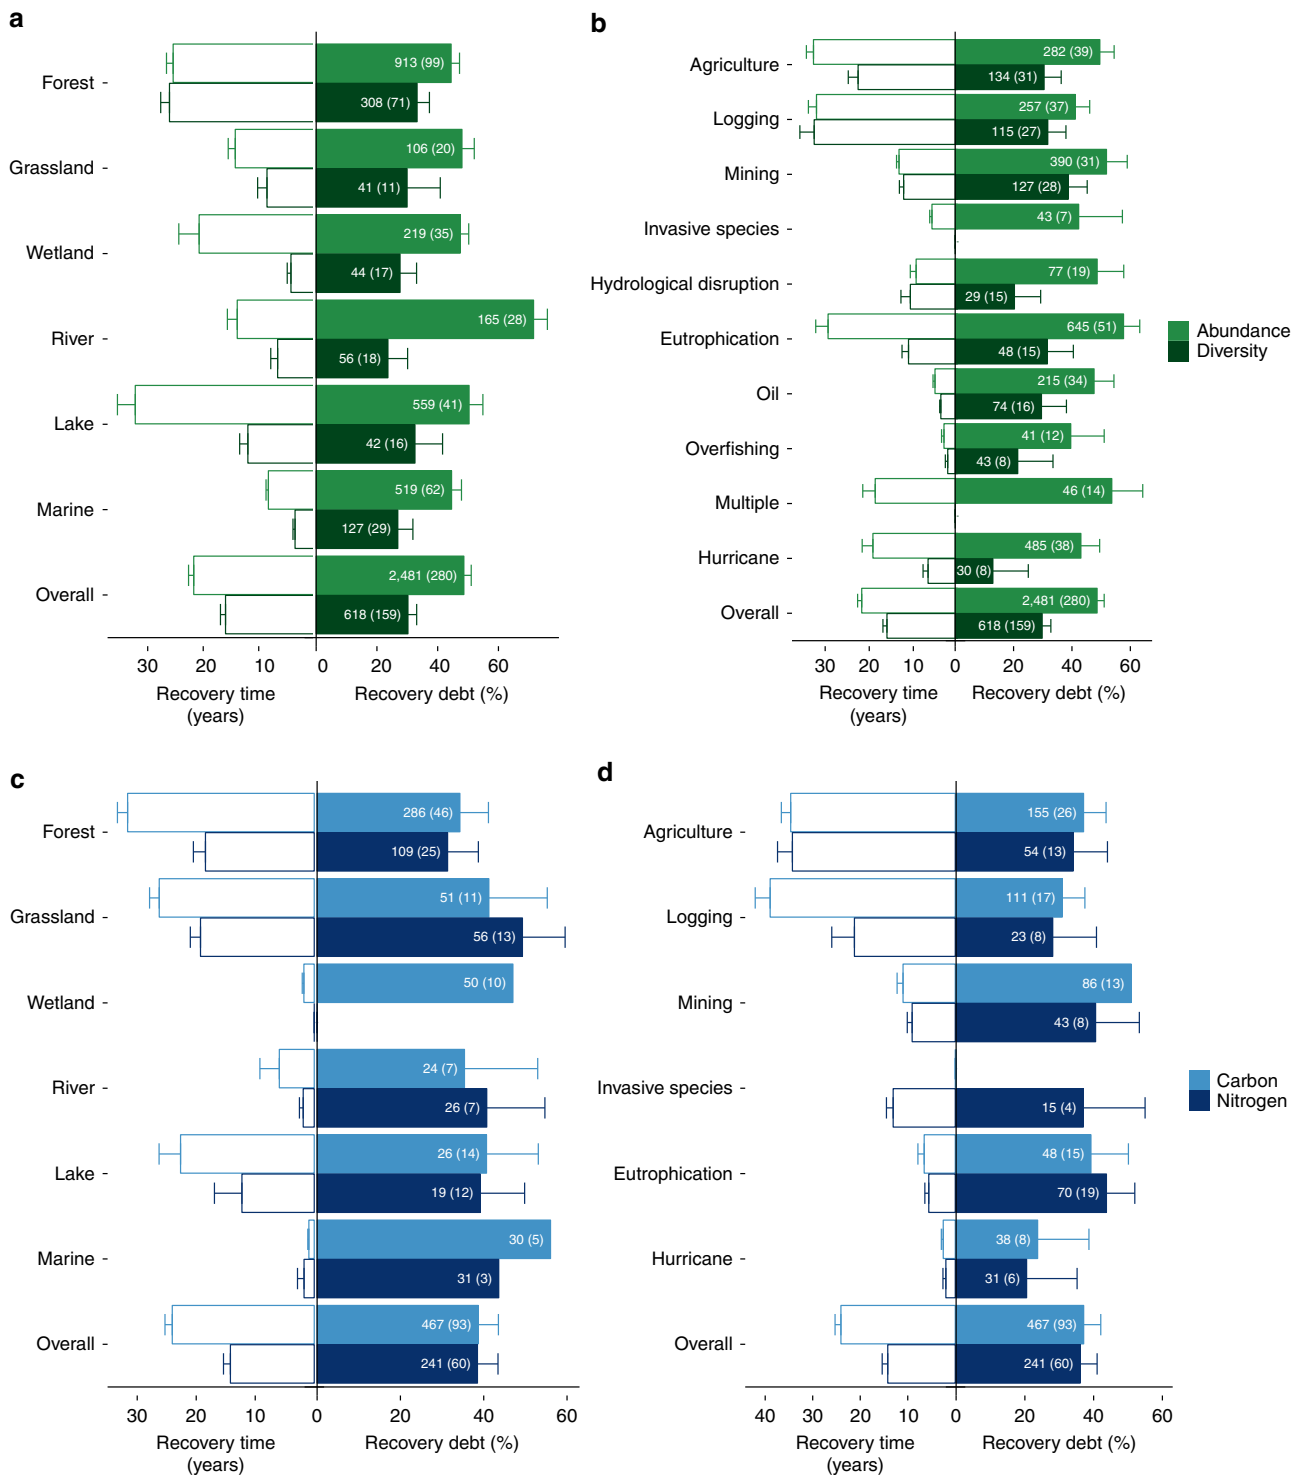 a
Forest
913 (99)
308 (71)
Grassland
106 (20)
41 (11)
Wetland
219 (35)
44 (17)
River
165 (28)
56 (18)
Lake
559 (41)
42 (16)
Marine
519 (62)
127 (29)
Overall
2,481 (280)
618 (159)
30 20 10 0 20 40 60
Recovery time
(years)
Recovery debt (%)
b
Agriculture
282 (39)
134 (31)
Logging
257 (37)
115 (27)
Mining
390 (31)
127 (28)
Invasive species
43 (7)
Hydrological disruption
77 (19)
29 (15)
Eutrophication
645 (51)
48 (15)
Oil
215 (34)
74 (16)
Overfishing
41 (12)
43 (8)
Multiple
46 (14)
Hurricane
485 (38)
30 (8)
Overall
2,481 (280)
618 (159)
30 20 10 0 20 40 60
Recovery time
(years)
Recovery debt (%)
Abundance
Diversity
c
Forest
286 (46)
109 (25)
Grassland
51 (11)
56 (13)
Wetland
50 (10)
River
24 (7)
26 (7)
Lake
26 (14)
19 (12)
Marine
30 (5)
31 (3)
Overall
467 (93)
241 (60)
30 20 10 0 20 40 60
Recovery time
(years)
Recovery debt (%)
d
Agriculture
155 (26)
54 (13)
Logging
111 (17)
23 (8)
Mining
86 (13)
43 (8)
Invasive species
15 (4)
Eutrophication
48 (15)
70 (19)
Hurricane
38 (8)
31 (6)
Overall
467 (93)
241 (60)
40 30 20 10 0 20 40 60
Recovery time
(years)
Recovery debt (%)
Carbon
Nitrogen